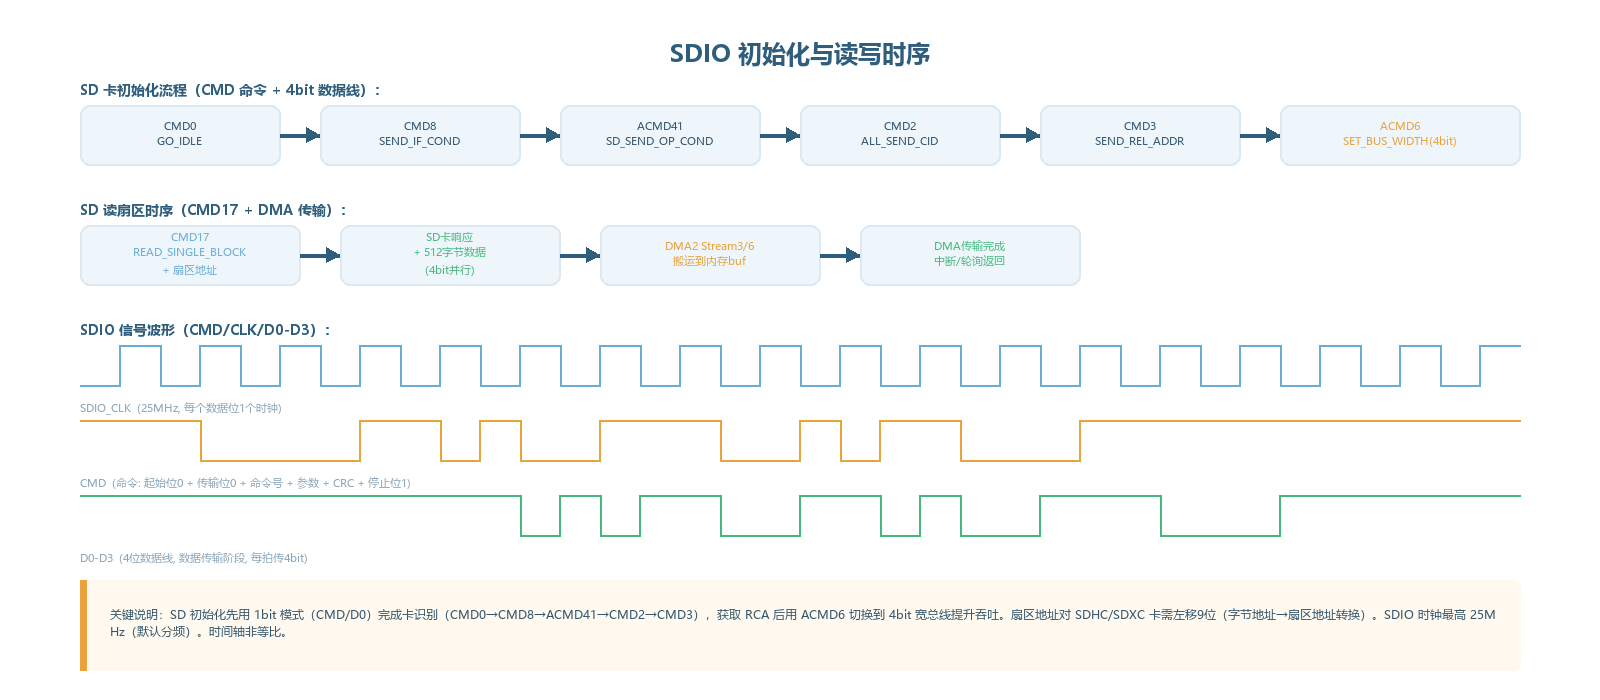 SDIO 初始化与读写时序
SD 卡初始化流程（CMD 命令 + 4bit 数据线）:
CMD0
GO_IDLE
CMD8
SEND_IF_COND
ACMD41
SD_SEND_OP_COND
CMD2
ALL_SEND_CID
CMD3
SEND_REL_ADDR
ACMD6
SET_BUS_WIDTH(4bit)
SD 读扇区时序（CMD17 + DMA 传输）:
CMD17
READ_SINGLE_BLOCK
+ 扇区地址
SD卡响应
+ 512字节数据
(4bit并行)
DMA2 Stream3/6
搬运到内存buf
DMA传输完成
中断/轮询返回
SDIO 信号波形（CMD/CLK/D0-D3）:
SDIO_CLK (25MHz, 每个数据位1个时钟)
CMD (命令: 起始位0 + 传输位0 + 命令号 + 参数 + CRC + 停止位1)
D0-D3 (4位数据线, 数据传输阶段, 每拍传4bit)
关键说明：SD 初始化先用 1bit 模式（CMD/D0）完成卡识别（CMD0→CMD8→ACMD41→CMD2→CMD3），获取 RCA 后用 ACMD6 切换到 4bit 宽总线提升吞吐。扇区地址对 SDHC/SDXC 卡需左移9位（字节地址→扇区地址转换）。SDIO 时钟最高 25M
Hz（默认分频）。时间轴非等比。